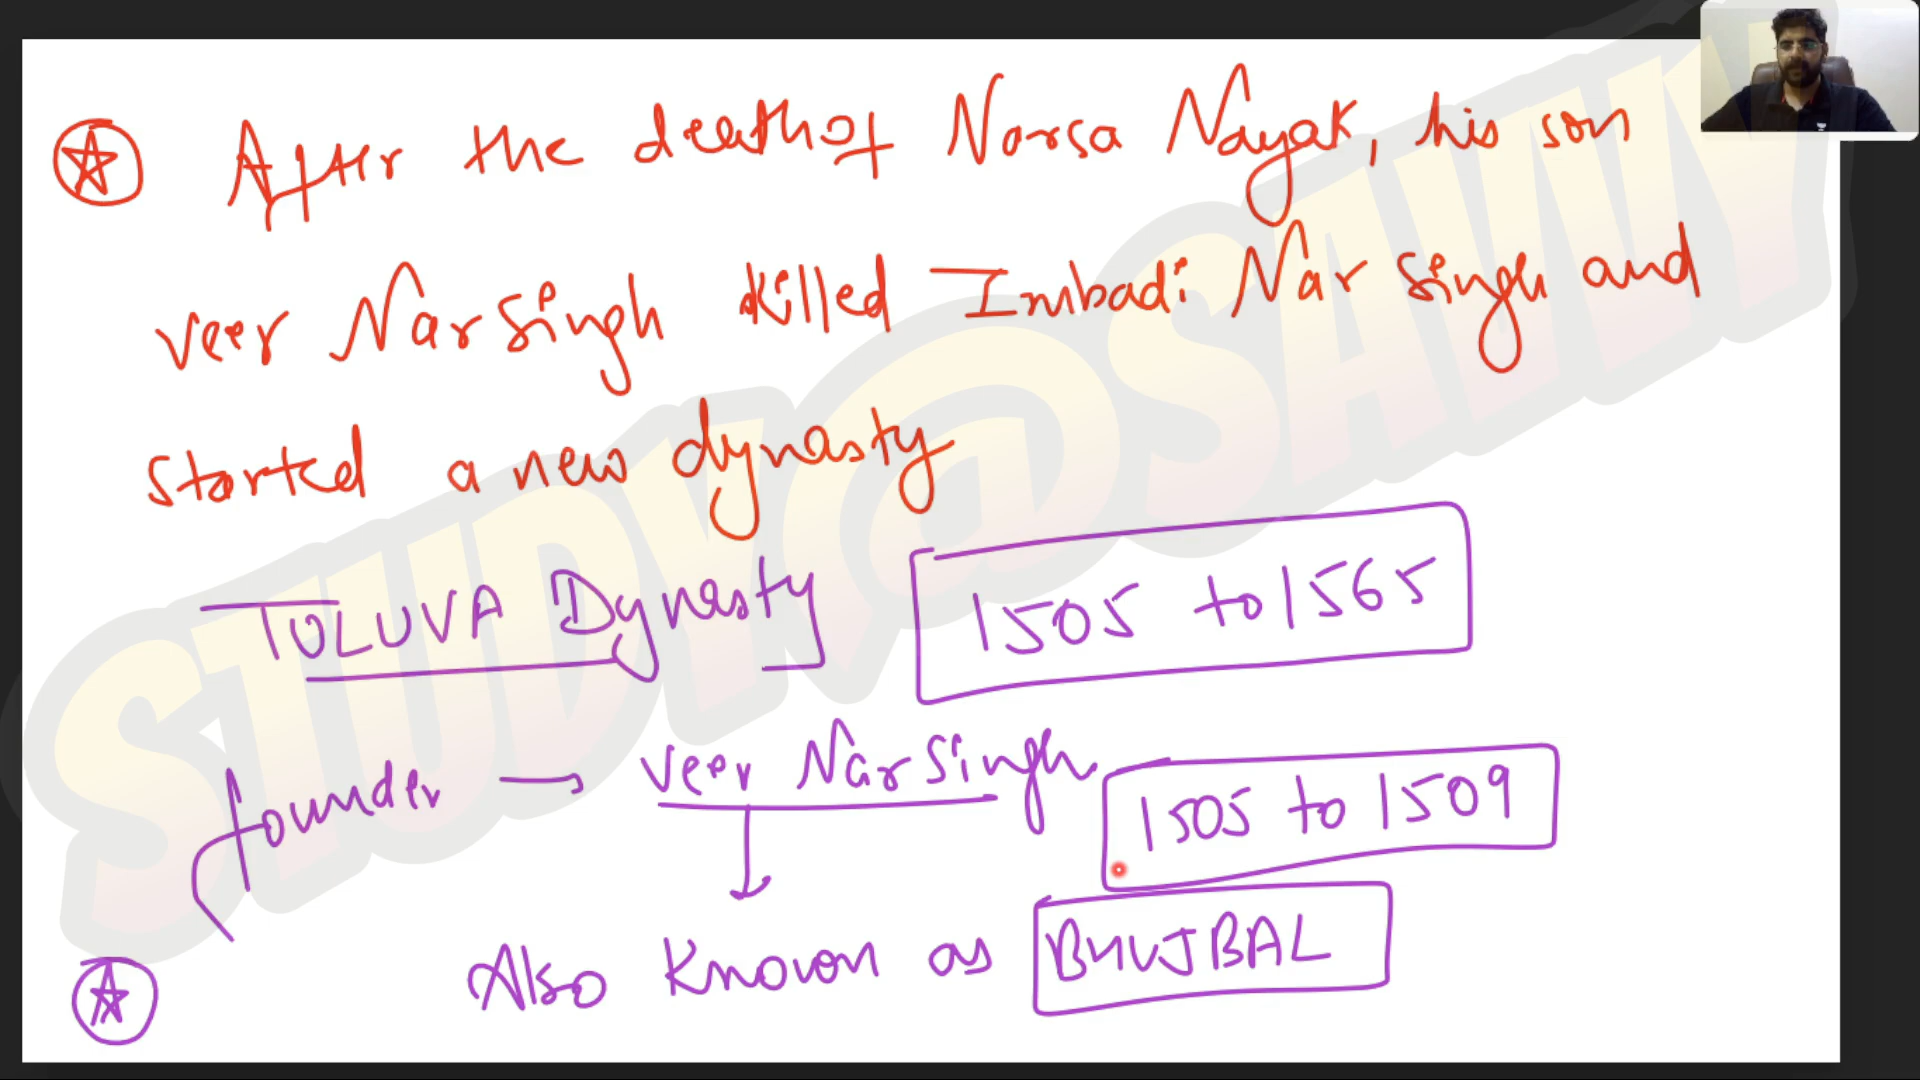 After the death of Narsa Nayak, his son
Veer Narsingh killed Imbadi Nar singh and
started a new dynasty
TULUVA Dynasty 1505 to 1565
founder → Veer Narsingh 1505 to 1509
Also Known as BHUJBAL
STUDY@SAVVY